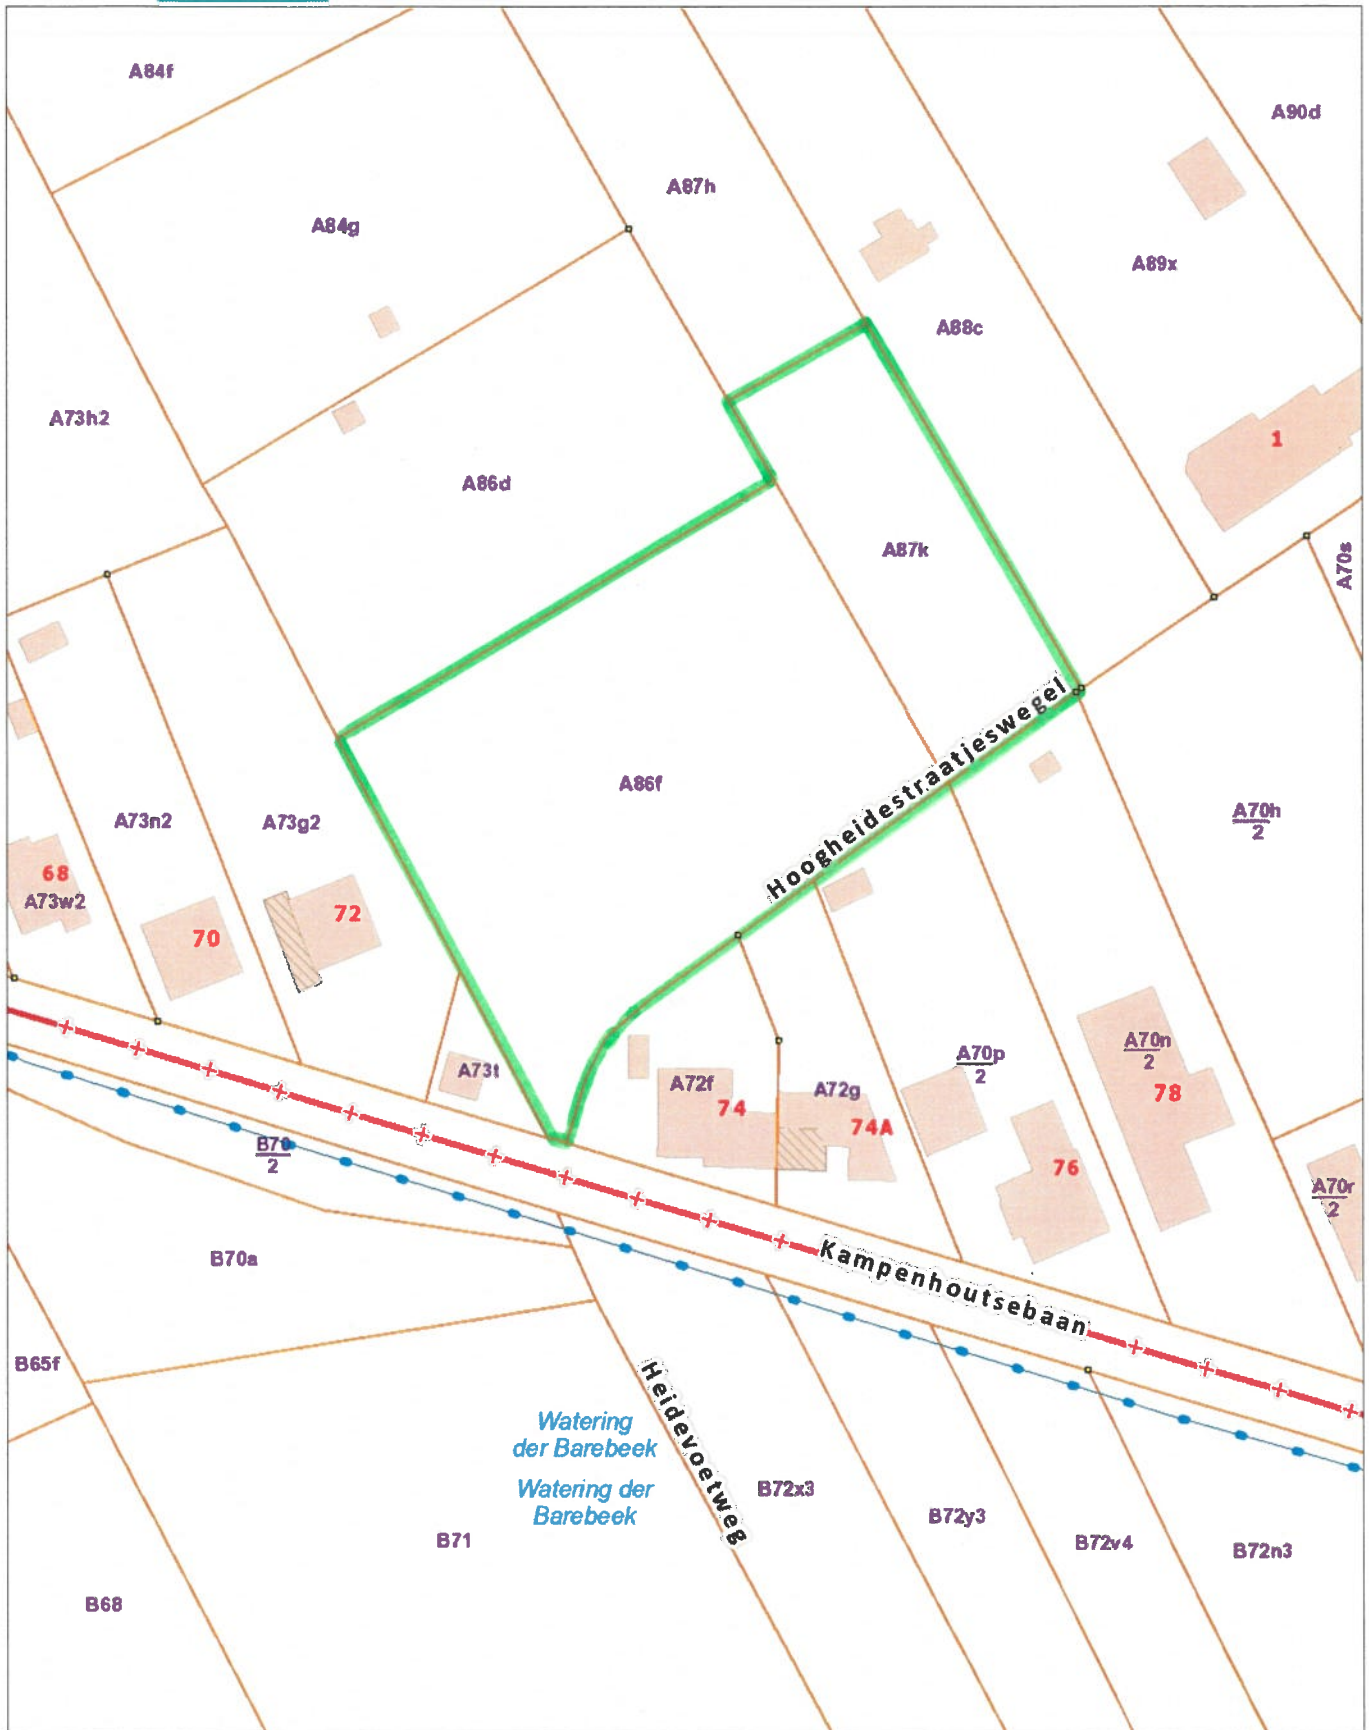 A84f
A90d
A87h
A84g
A89x
A88c
A73h2
1
A86d
A87k
A70s
Hoogheidestraatjeswegel
A86f
A73n2
A73g2
A70h
2
68
A73w2
72
70
A70n
2
A70p
2
A73t
A72f
A72g
78
74
74A
B70
2
76
A70r
2
Kampenhoutsebaan
B70a
B65f
Heidevoetweg
Watering
der Barebeek
Watering der
Barebeek
B72x3
B72y3
B71
B72v4
B72n3
B68